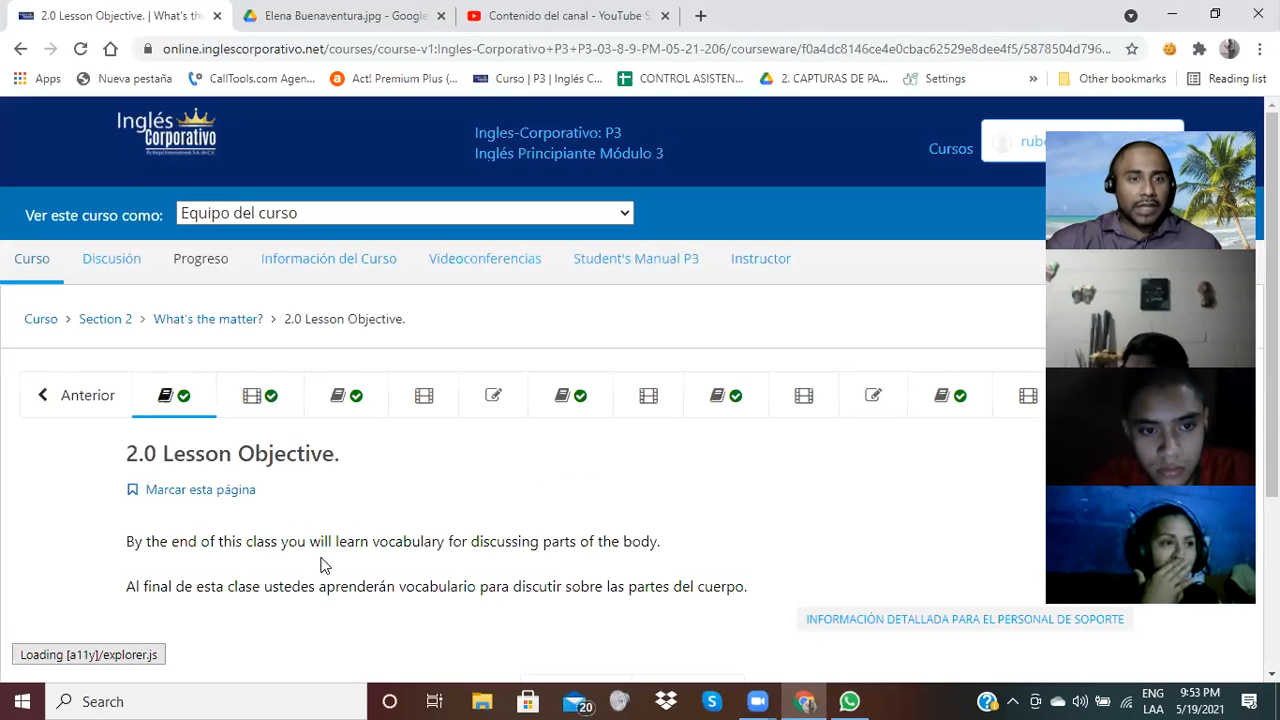 2.0 Lesson Objective. | What's the
Elena Buenaventura.jpg - Google
Contenido del canal - YouTube S
online.inglescorporativo.net/courses/course-v1:Ingles-Corporativo+P3+P3-03-8-9-PM-05-21-206/courseware/f0a4dc8146ce4e0cbac62529e8dee4f5/5878504d796...
Apps
Nueva pestaña
CallTools.com Agen...
Act! Premium Plus (...
Curso | P3 | Inglés C...
CONTROL ASISTEN...
2. CAPTURAS DE PA...
Settings
»
Other bookmarks
Reading list
Inglés
Corporativo
Ingles-Corporativo: P3
Inglés Principiante Módulo 3
Cursos
Ver este curso como:
Equipo del curso
Curso
Discusión
Progreso
Información del Curso
Videoconferencias
Student's Manual P3
Instructor
Curso > Section 2 > What's the matter? > 2.0 Lesson Objective.
Anterior
2.0 Lesson Objective.
Marcar esta página
By the end of this class you will learn vocabulary for discussing parts of the body.
Al final de esta clase ustedes aprenderán vocabulario para discutir sobre las partes del cuerpo.
INFORMACIÓN DETALLADA PARA EL PERSONAL DE SOPORTE
Loading [a11y]/explorer.js
Search
20
ENG
LAA
9:53 PM
5/19/2021